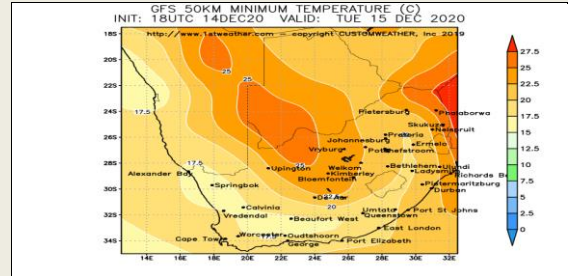 GFS 50KM MINIMUM TEMPERATURE (C)
INIT: 18UTC 14DEC20 VALID: TUE 15 DEC 2020
http://www.1stweather.com copyright CUSTOMWEATHER, Inc 2019
18S
20S
22S
24S
26S
28S
30S
32S
34S
14E 16E 18E 20E 22E 24E 26E 28E 30E 32E
27.5
25
22.5
20
17.5
15
12.5
10
7.5
5
2.5
0
25
25
17.5
Pietersburg
Phalaborwa
Skukuza
Nelspruit
Pretoria
Johannesburg
Ermelo
Vryburg
Potchefstroom
17.5
25
Welkom
Bethlehem
Ulundi
Alexander Bay
Upington
Kimberley
Ladysmith
Richards B
Bloemfontein
Springbok
Pietermaritzburg
Durban
De Aar
20
Calvinia
Umtata
Port St Johns
Vredendal
Beaufort West
Queenstown
East London
Worcester
Oudtshoorn
Cape Town
George
Port Elizabeth